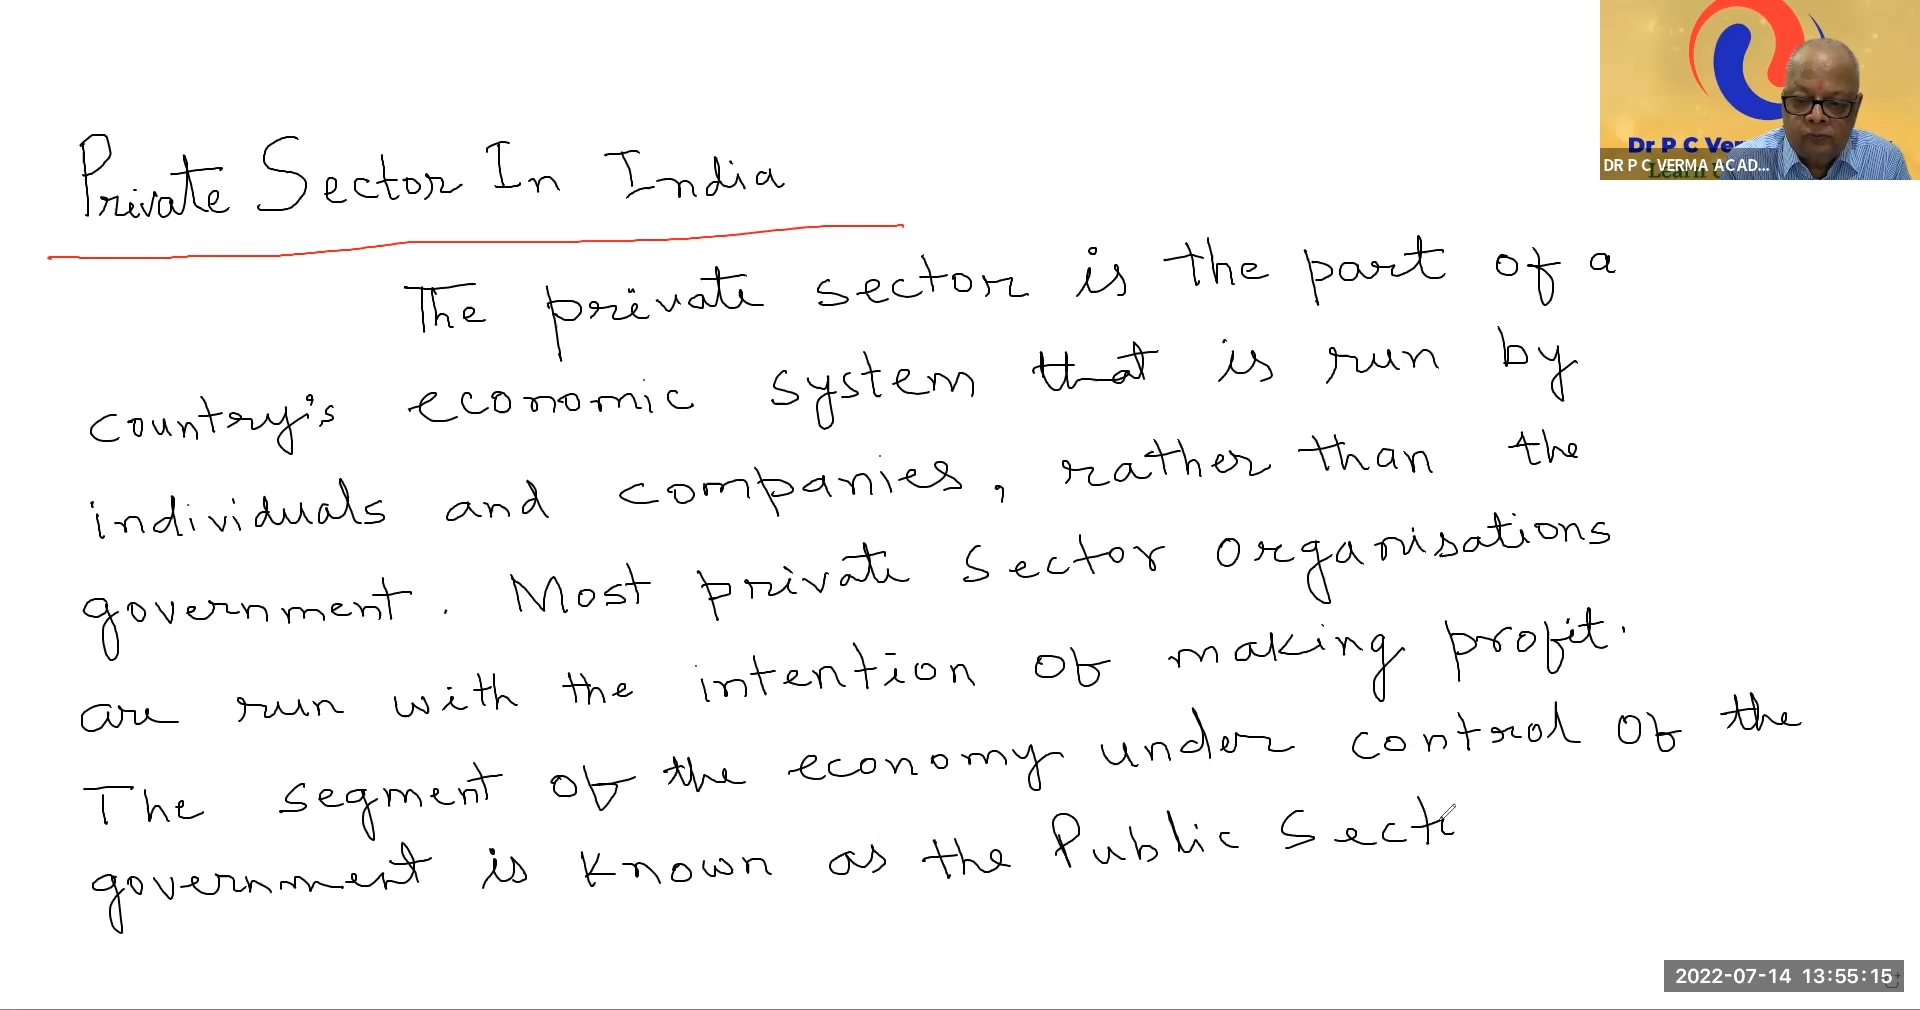 Private Sector In India
The private sector is the part of a
country's economic system that is run by
individuals and companies, rather than the
government. Most private sector organisations
are run with the intention of making profit.
The segment of the economy under control of the
government is known as the Public Sect
Dr P C Ver
DR P C VERMA ACAD...
2022-07-14 13:55:15